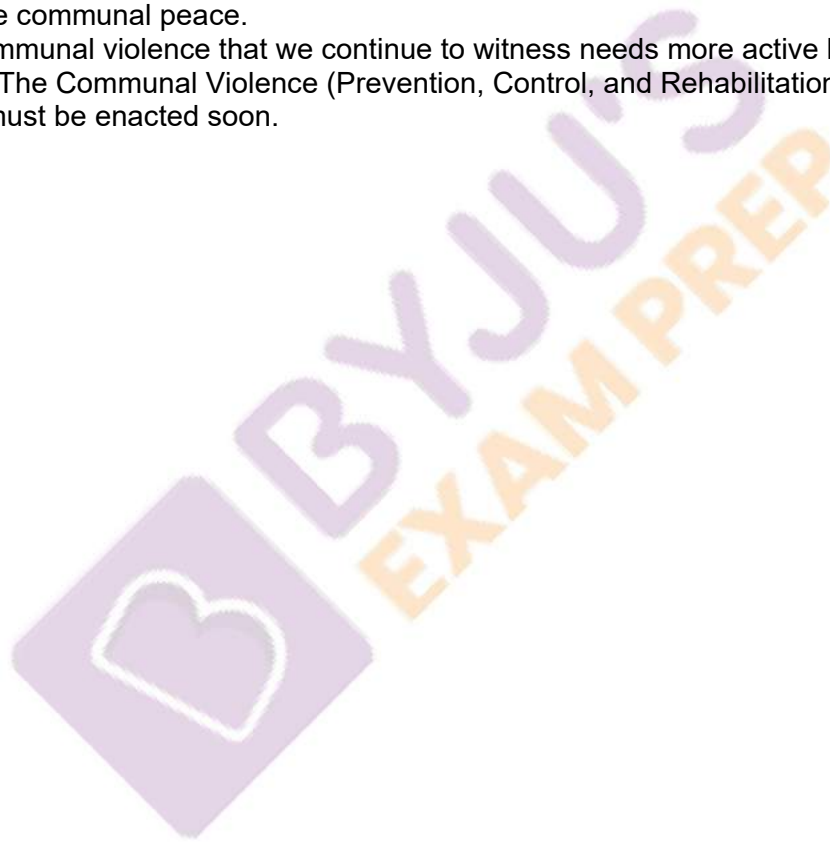 e communal peace.
mmunal violence that we continue to witness needs more active
The Communal Violence (Prevention, Control, and Rehabilitation
must be enacted soon.
BYJU'S
EXAM PREP